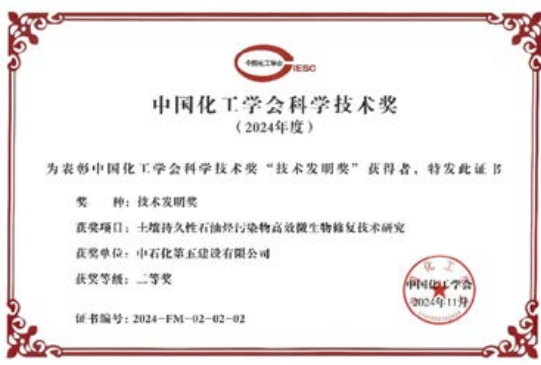 中国化工学会
CIESC
中国化工学会科学技术奖
（2024年度）
为表彰中国化工学会科学技术奖“技术发明奖”获得者，特发此证书
奖 种：技术发明奖
获奖项目：土壤持久性石油烃污染物高效微生物修复技术研究
获奖单位：中石化第五建设有限公司
获奖等级：二等奖
中国化工学会
2024年11月
证书编号：2024-FM-02-02-02